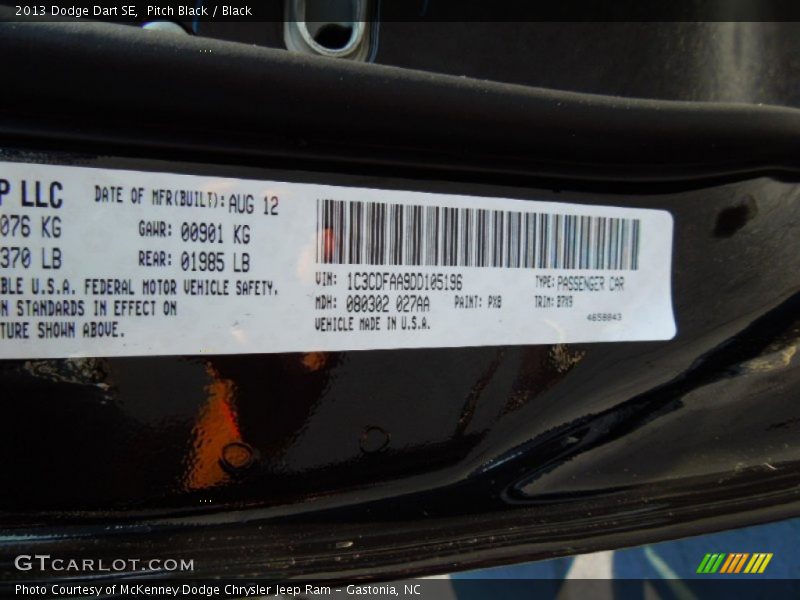 2013 Dodge Dart SE, Pitch Black / Black
P LLC
DATE OF MFR(BUILT): AUG 12
076 KG
GAWR: 00901 KG
370 LB
REAR: 01985 LB
BLE U.S.A. FEDERAL MOTOR VEHICLE SAFETY.
N STANDARDS IN EFFECT ON
TURE SHOWN ABOVE.
VIN: 1C3CDFAA9DD105196
TYPE: PASSENGER CAR
MDH: 080302 027AA
PAINT: PX8
TRIM: B7X9
VEHICLE MADE IN U.S.A.
4658843
GTCARLOT.COM
Photo Courtesy of McKenney Dodge Chrysler Jeep Ram – Gastonia, NC